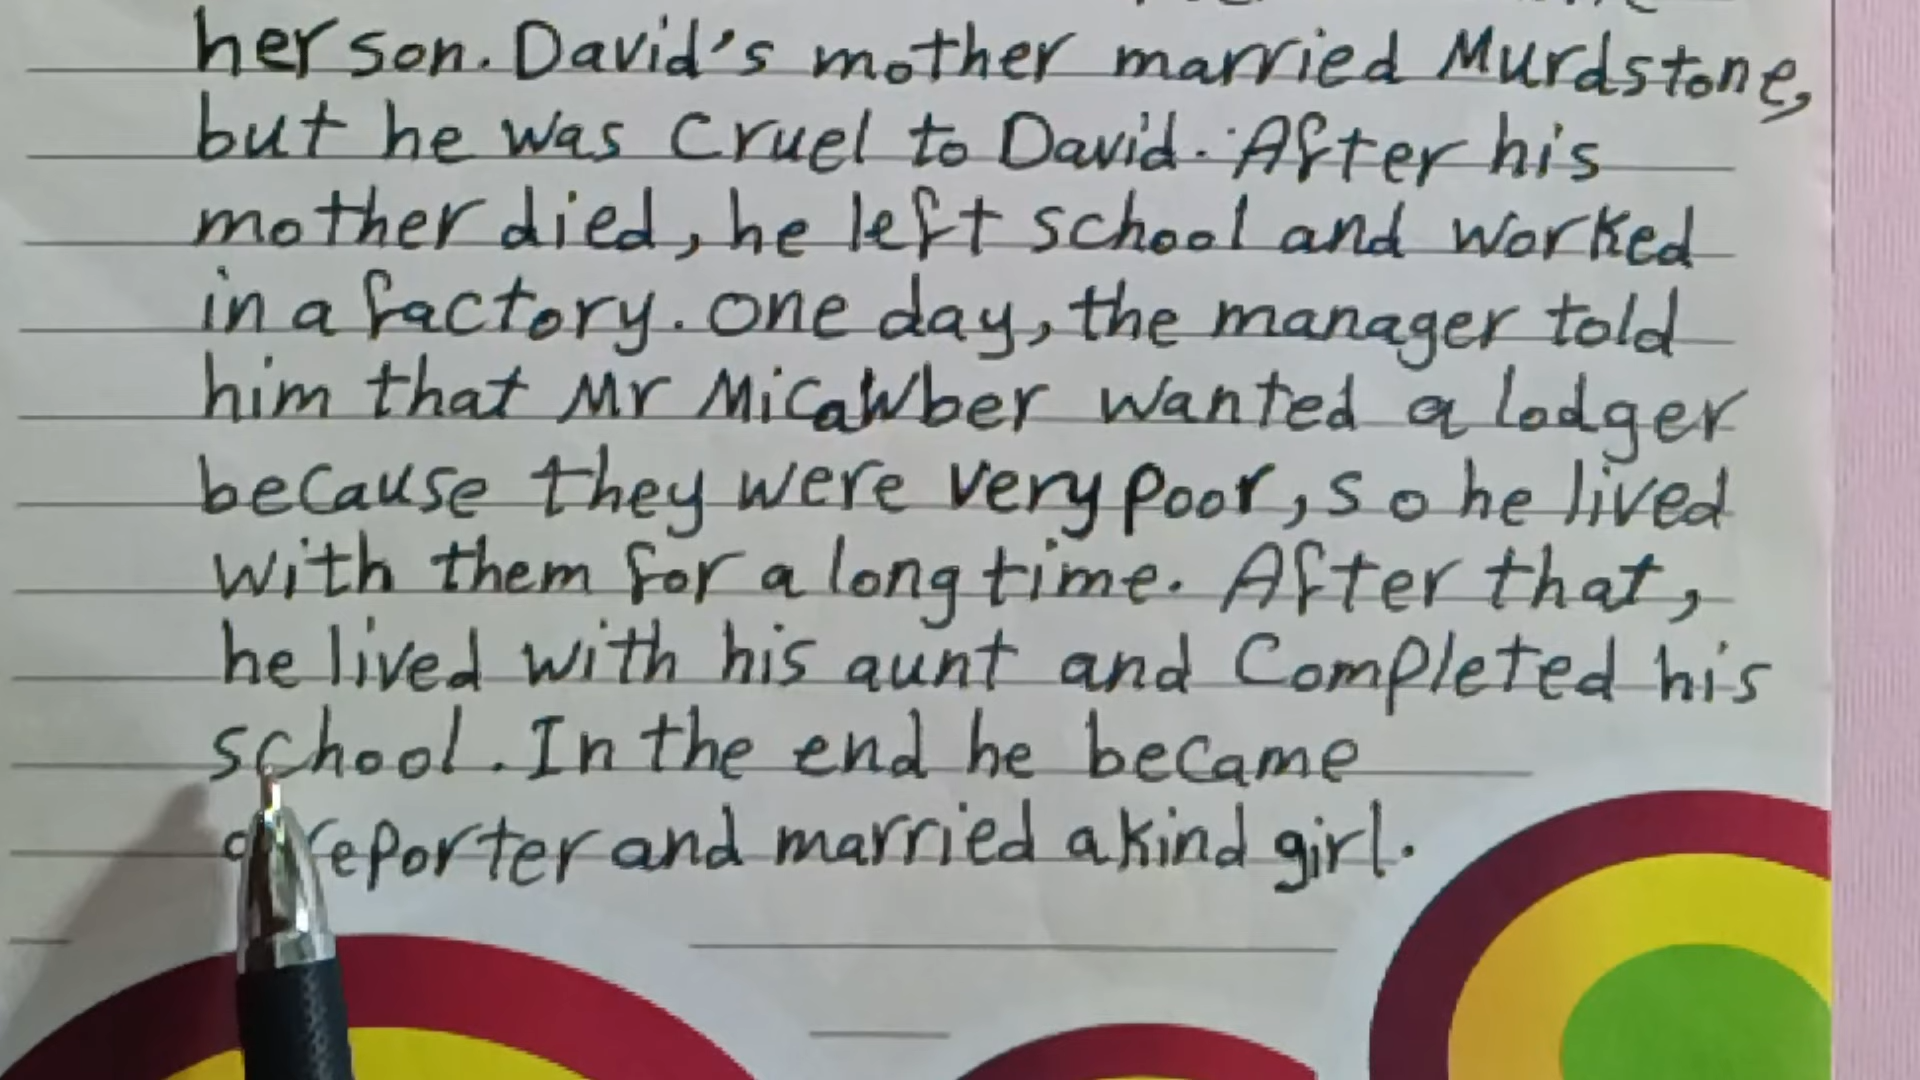 her son. David's mother married Murdstone,
but he was Cruel to David. After his
mother died, he left school and worked
in a factory. One day, the manager told
him that Mr Micawber wanted a lodger
because they were very poor, so he lived
with them for a long time. After that,
he lived with his aunt and Completed his
school. In the end he became
a reporter and married a kind girl.